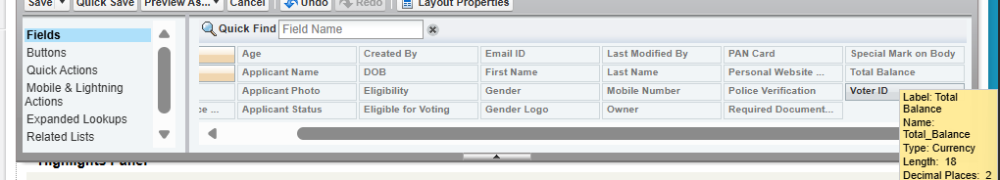 Save Quick Save Preview As... Cancel Undo Redo Layout Properties
Fields
Buttons
Quick Actions
Mobile & Lightning
Actions
Expanded Lookups
Related Lists
Quick Find Field Name
Age Created By Email ID Last Modified By PAN Card Special Mark on Body
Applicant Name DOB First Name Last Name Personal Website ... Total Balance
Applicant Photo Eligibility Gender Mobile Number Police Verification Voter ID
ce ... Applicant Status Eligible for Voting Gender Logo Owner Required Document...
Label: Total
Balance
Name:
Total_Balance
Type: Currency
Length: 18
Decimal Places: 2
Highlights Panel